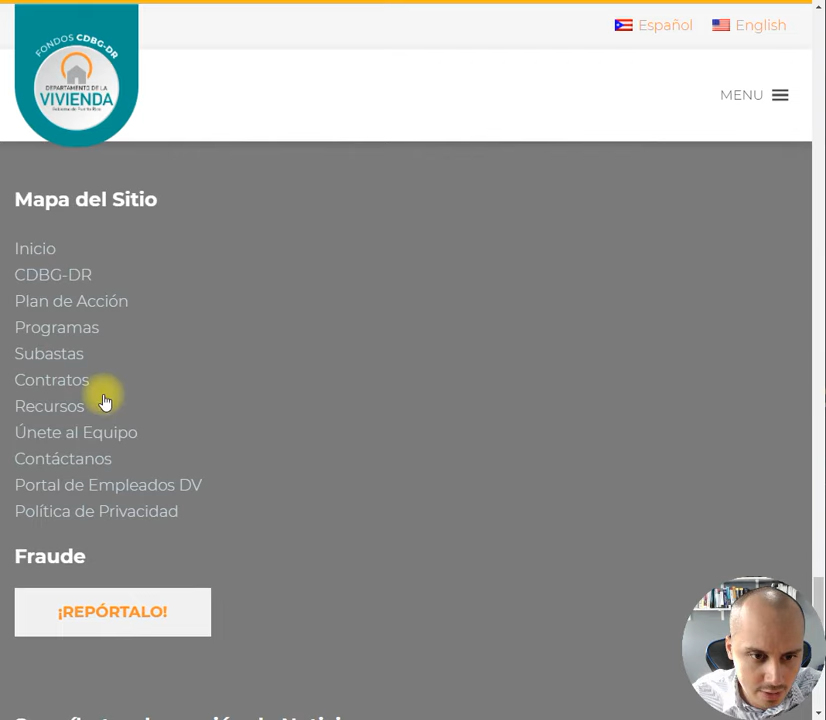 Español English
FONDOS CDBG-DR
DEPARTAMENTO DE LA
VIVIENDA
MENU
Mapa del Sitio
Inicio
CDBG-DR
Plan de Acción
Programas
Subastas
Contratos
Recursos
Únete al Equipo
Contáctanos
Portal de Empleados DV
Política de Privacidad
Fraude
¡REPÓRTALO!